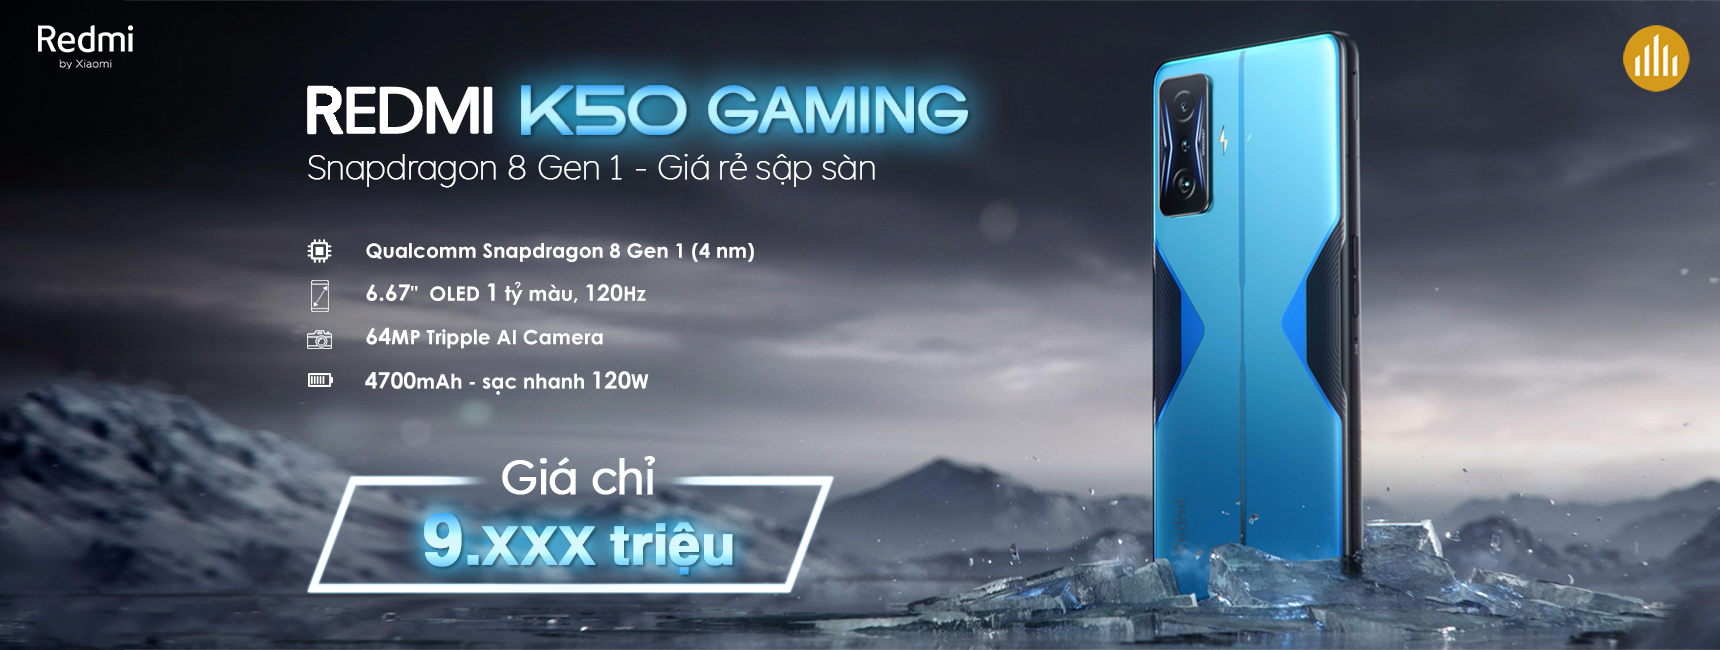 Redmi
by Xiaomi
REDMI K50 GAMING
Snapdragon 8 Gen 1 - Giá rẻ sập sàn
Qualcomm Snapdragon 8 Gen 1 (4 nm)
6.67" OLED 1 tỷ màu, 120Hz
64MP Tripple AI Camera
4700mAh - sạc nhanh 120W
Giá chỉ
9.XXX triệu
Redmi